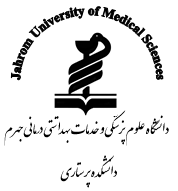 Jahrom University of Medical Sciences
دانشگاه علوم پزشکی و خدمات بهداشتی درمانی جهرم
دانشکده پرستاری